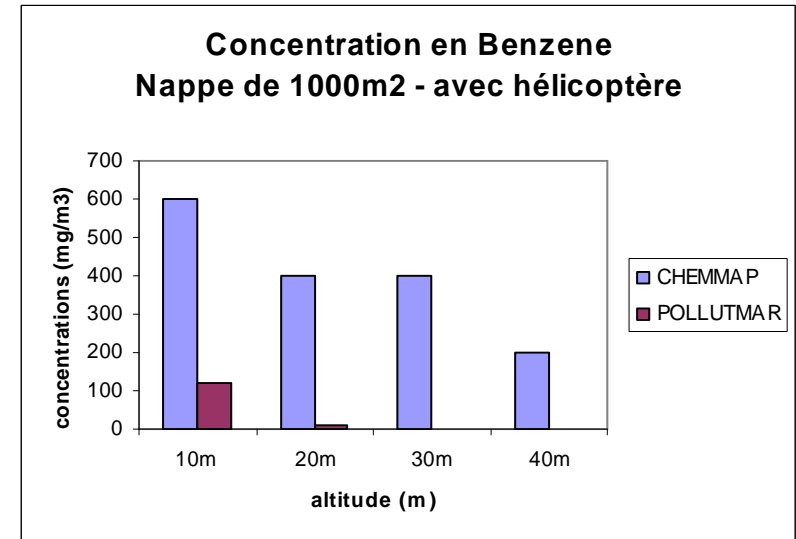 Concentration en Benzene
Nappe de 1000m2 - avec hélicoptère
concentrations (mg/m3)
700
600
500
400
300
200
100
0
10m
20m
30m
40m
altitude (m)
CHEMMAP
POLLUTMAR